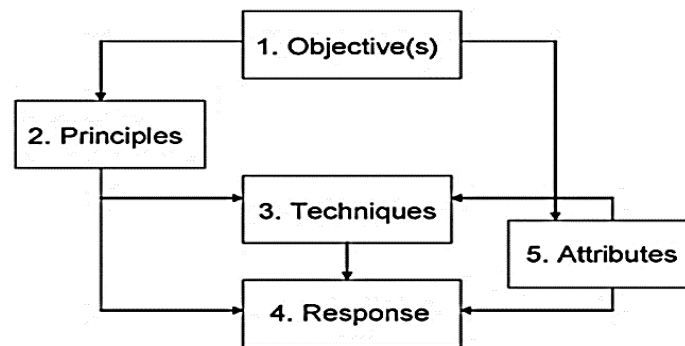 1. Objective(s)
2. Principles
3. Techniques
5. Attributes
4. Response